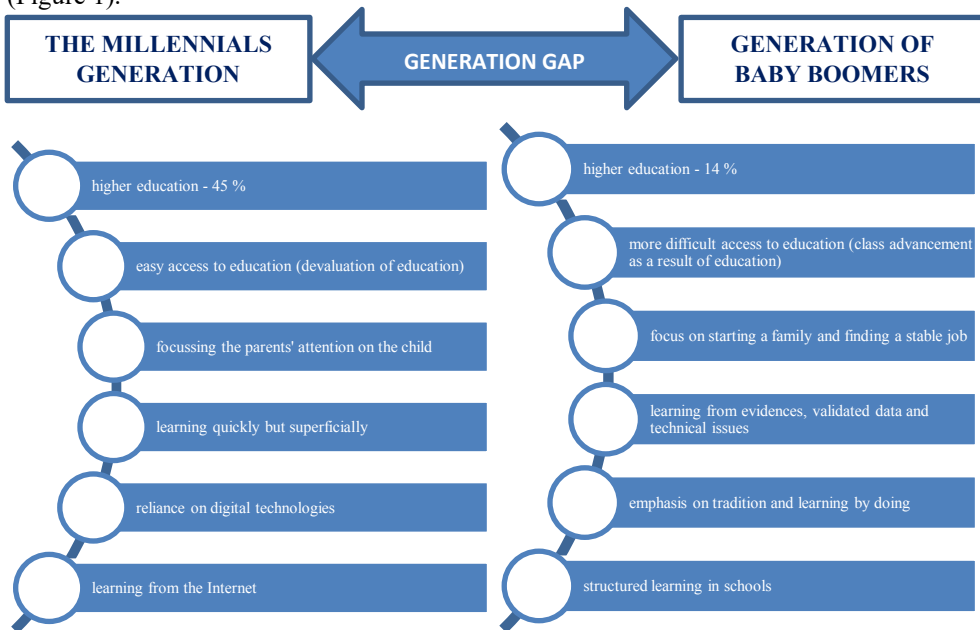 (Figure 1).
THE MILLENNIALS
GENERATION
GENERATION GAP
GENERATION OF
BABY BOOMERS
higher education - 45 %
easy access to education (devaluation of education)
focussing the parents' attention on the child
learning quickly but superficially
reliance on digital technologies
learning from the Internet
higher education - 14 %
more difficult access to education (class advancement
as a result of education)
focus on starting a family and finding a stable job
learning from evidences, validated data and
technical issues
emphasis on tradition and learning by doing
structured learning in schools